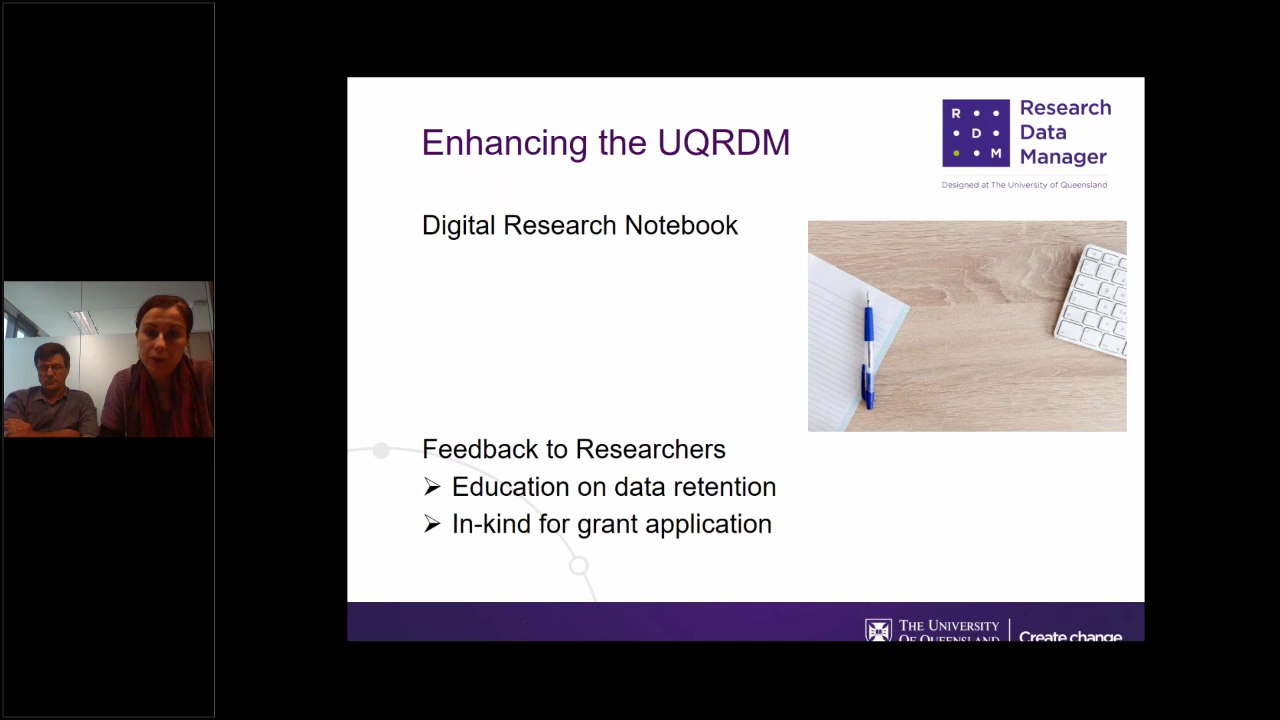 Enhancing the UQRDM
R
D
M
Research
Data
Manager
Designed at The University of Queensland
Digital Research Notebook
Feedback to Researchers
➢ Education on data retention
➢ In-kind for grant application
THE UNIVERSITY
OF QUEENSLAND
Create change